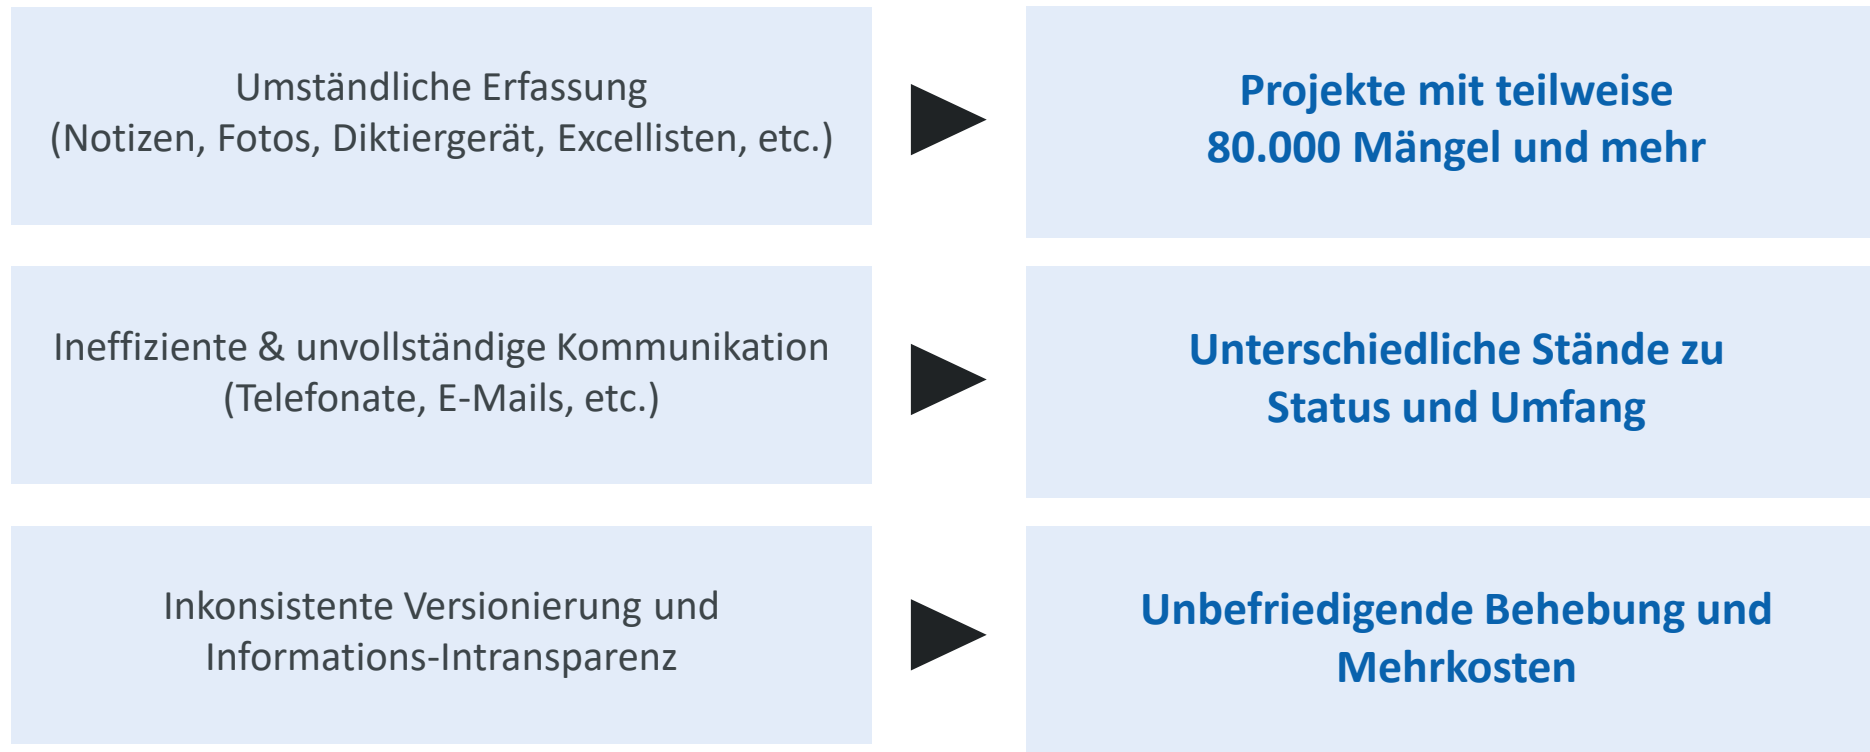 Umständliche Erfassung
(Notizen, Fotos, Diktiergerät, Excellisten, etc.)
Projekte mit teilweise
80.000 Mängel und mehr
Ineffiziente & unvollständige Kommunikation
(Telefonate, E-Mails, etc.)
Unterschiedliche Stände zu
Status und Umfang
Inkonsistente Versionierung und
Informations-Intransparenz
Unbefriedigende Behebung und
Mehrkosten